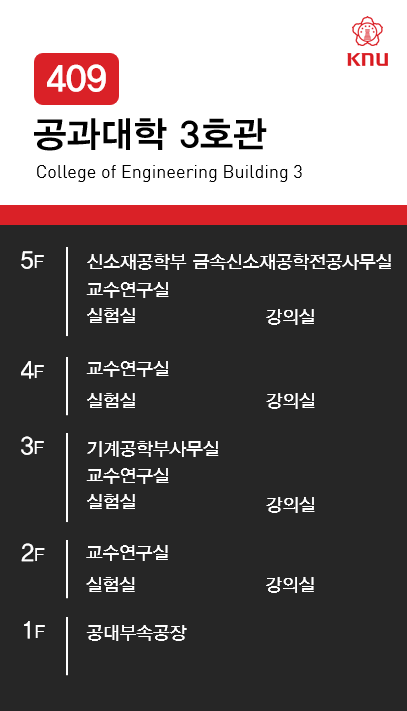 KNU
409
공과대학 3호관
College of Engineering Building 3
5F 신소재공학부 금속신소재공학전공사무실
교수연구실
실험실 강의실
4F 교수연구실
실험실 강의실
3F 기계공학부사무실
교수연구실
실험실 강의실
2F 교수연구실
실험실 강의실
1F 공대부속공장